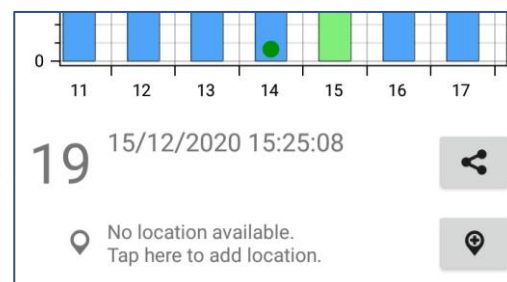 0
11 12 13 14 15 16 17
19
15/12/2020 15:25:08
No location available.
Tap here to add location.